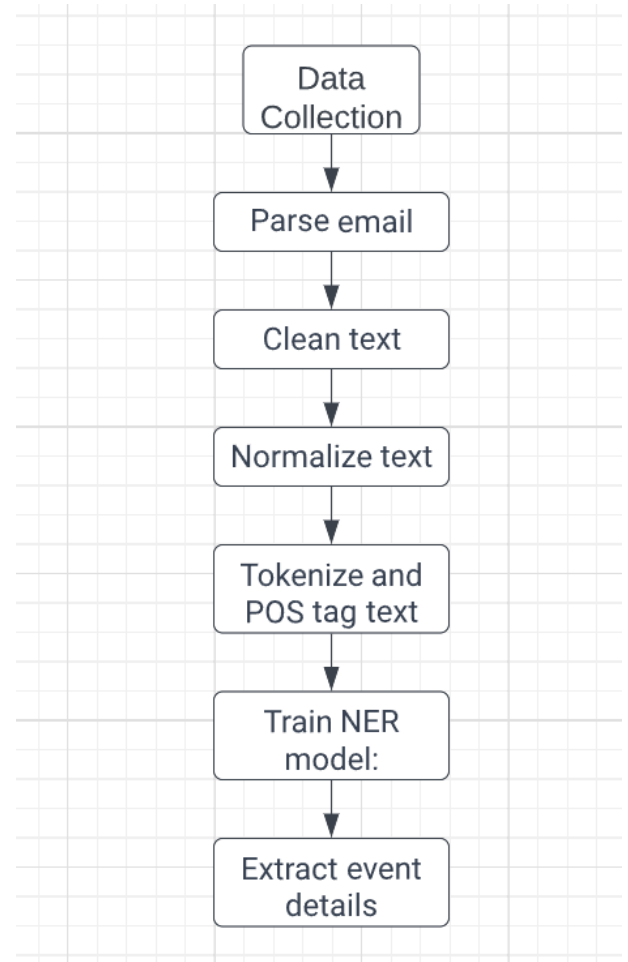 Data
Collection
Parse email
Clean text
Normalize text
Tokenize and
POS tag text
Train NER
model:
Extract event
details